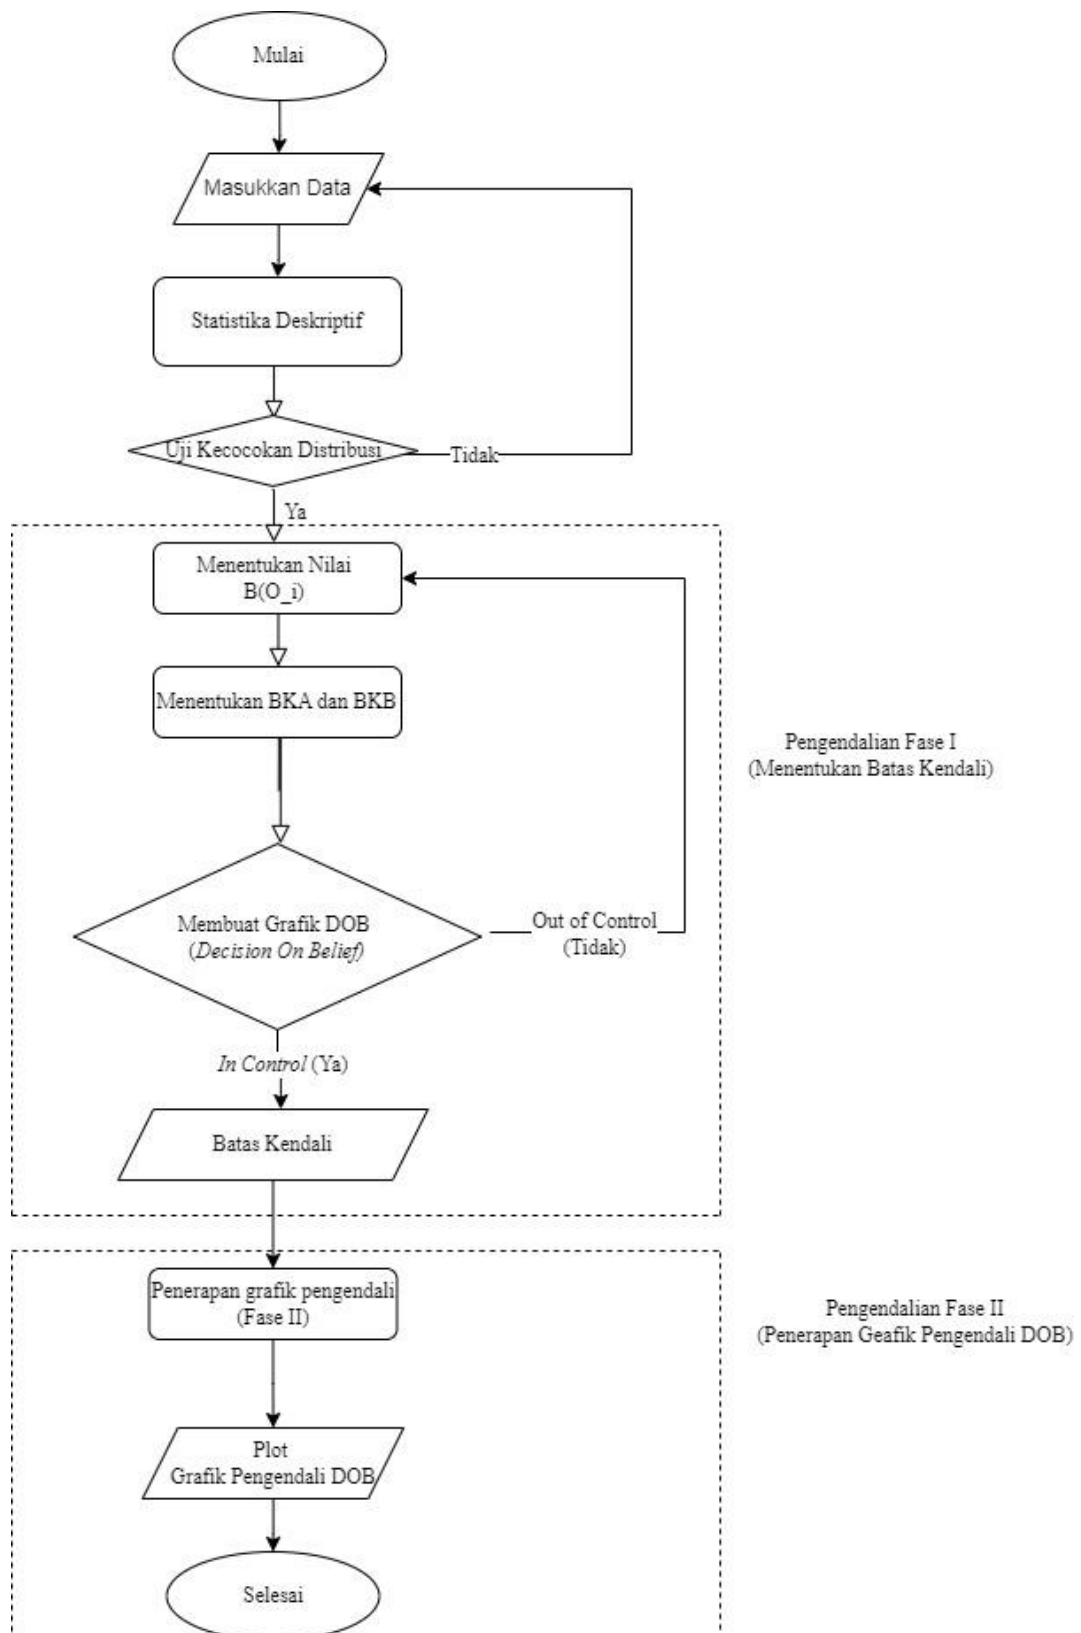 Mulai
Masukkan Data
Statistika Deskriptif
Uji Kecocokan Distribusi
Tidak
Ya
Menentukan Nilai
B(O_i)
Menentukan BKA dan BKB
Pengendalian Fase I
(Menentukan Batas Kendali)
Membuat Grafik DOB
(Decision On Belief)
Out of Control
(Tidak)
In Control (Ya)
Batas Kendali
Penerapan grafik pengendali
(Fase II)
Pengendalian Fase II
(Penerapan Geafik Pengendali DOB)
Plot
Grafik Pengendali DOB
Selesai